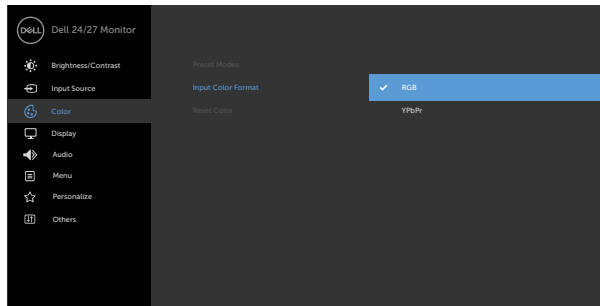 DELL Dell 24/27 Monitor
Brightness/Contrast
Preset Modes
Input Source
Input Color Format
RGB
Color
Reset Color
YPbPr
Display
Audio
Menu
Personalize
Others